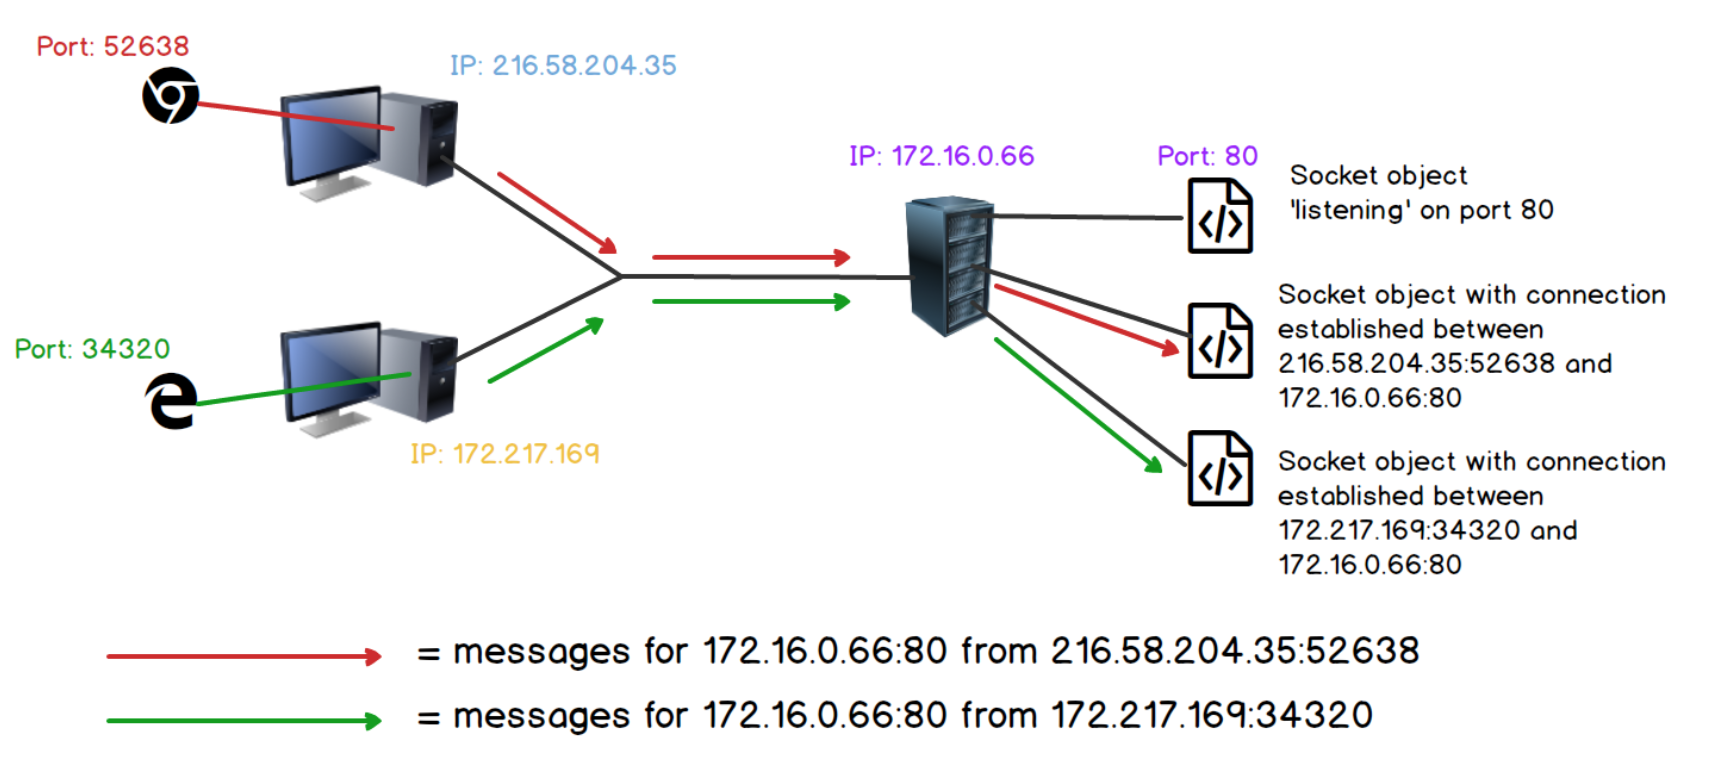 Port: 52638
IP: 216.58.204.35
IP: 172.16.0.66
Port: 80
Socket object
'listening' on port 80
Socket object with connection
established between
216.58.204.35:52638 and
172.16.0.66:80
Port: 34320
IP: 172.217.169
Socket object with connection
established between
172.217.169:34320 and
172.16.0.66:80
= messages for 172.16.0.66:80 from 216.58.204.35:52638
= messages for 172.16.0.66:80 from 172.217.169:34320